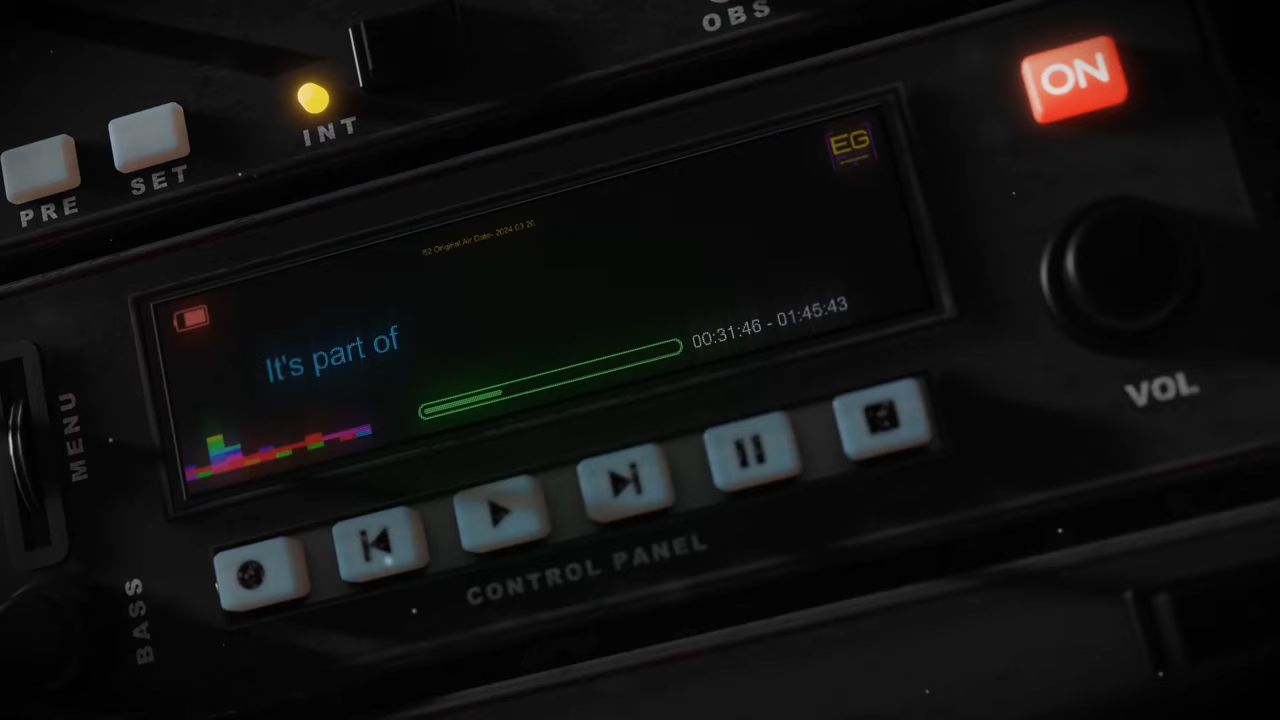 OBS
ON
INT
SET
PRE
EG
52 Original Air Date- 2024 03 20
It's part of
00:31:46 - 01:45:43
MENU
VOL
CONTROL PANEL
BASS